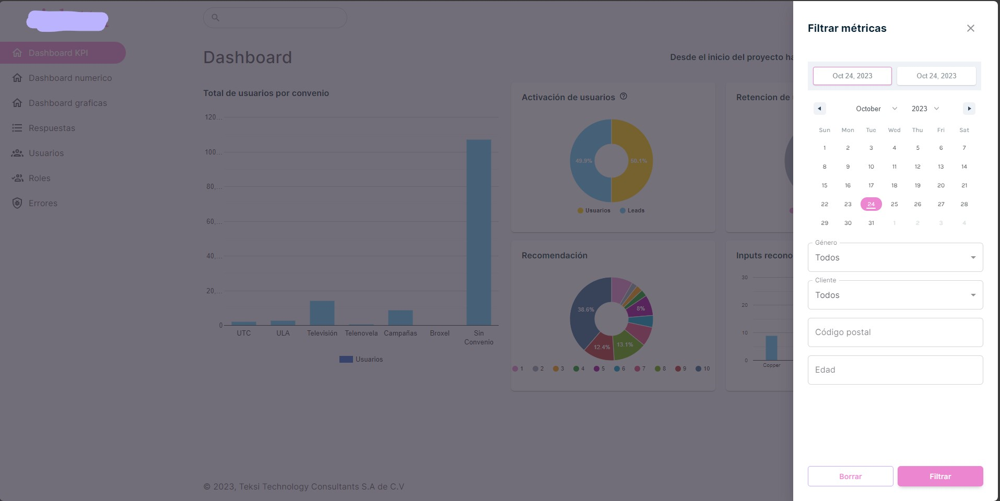 Dashboard KPI
Dashboard numerico
Dashboard graficas
Respuestas
Usuarios
Roles
Errores
Dashboard
Desde el inicio del proyecto ha
Total de usuarios por convenio
120...
100...
80,...
60,...
40,...
20,...
0
UTC ULA Televisión Telenovela Campañas Broxel Sin Convenio
Usuarios
Activación de usuarios
49.9% 50.1%
Usuarios Leads
Retencion de
Recomendación
38.6% 8%
12.4% 13.1%
1 2 3 4 5 6 7 8 9 10
Inputs recono
30
20
10
0
Copper
© 2023, Teksi Technology Consultants S.A de C.V
Filtrar métricas
Oct 24, 2023 Oct 24, 2023
October 2023
Sun Mon Tue Wed Thu Fri Sat
1 2 3 4 5 6 7
8 9 10 11 12 13 14
15 16 17 18 19 20 21
22 23 24 25 26 27 28
29 30 31 1 2 3 4
Género
Todos
Cliente
Todos
Código postal
Edad
Borrar Filtrar